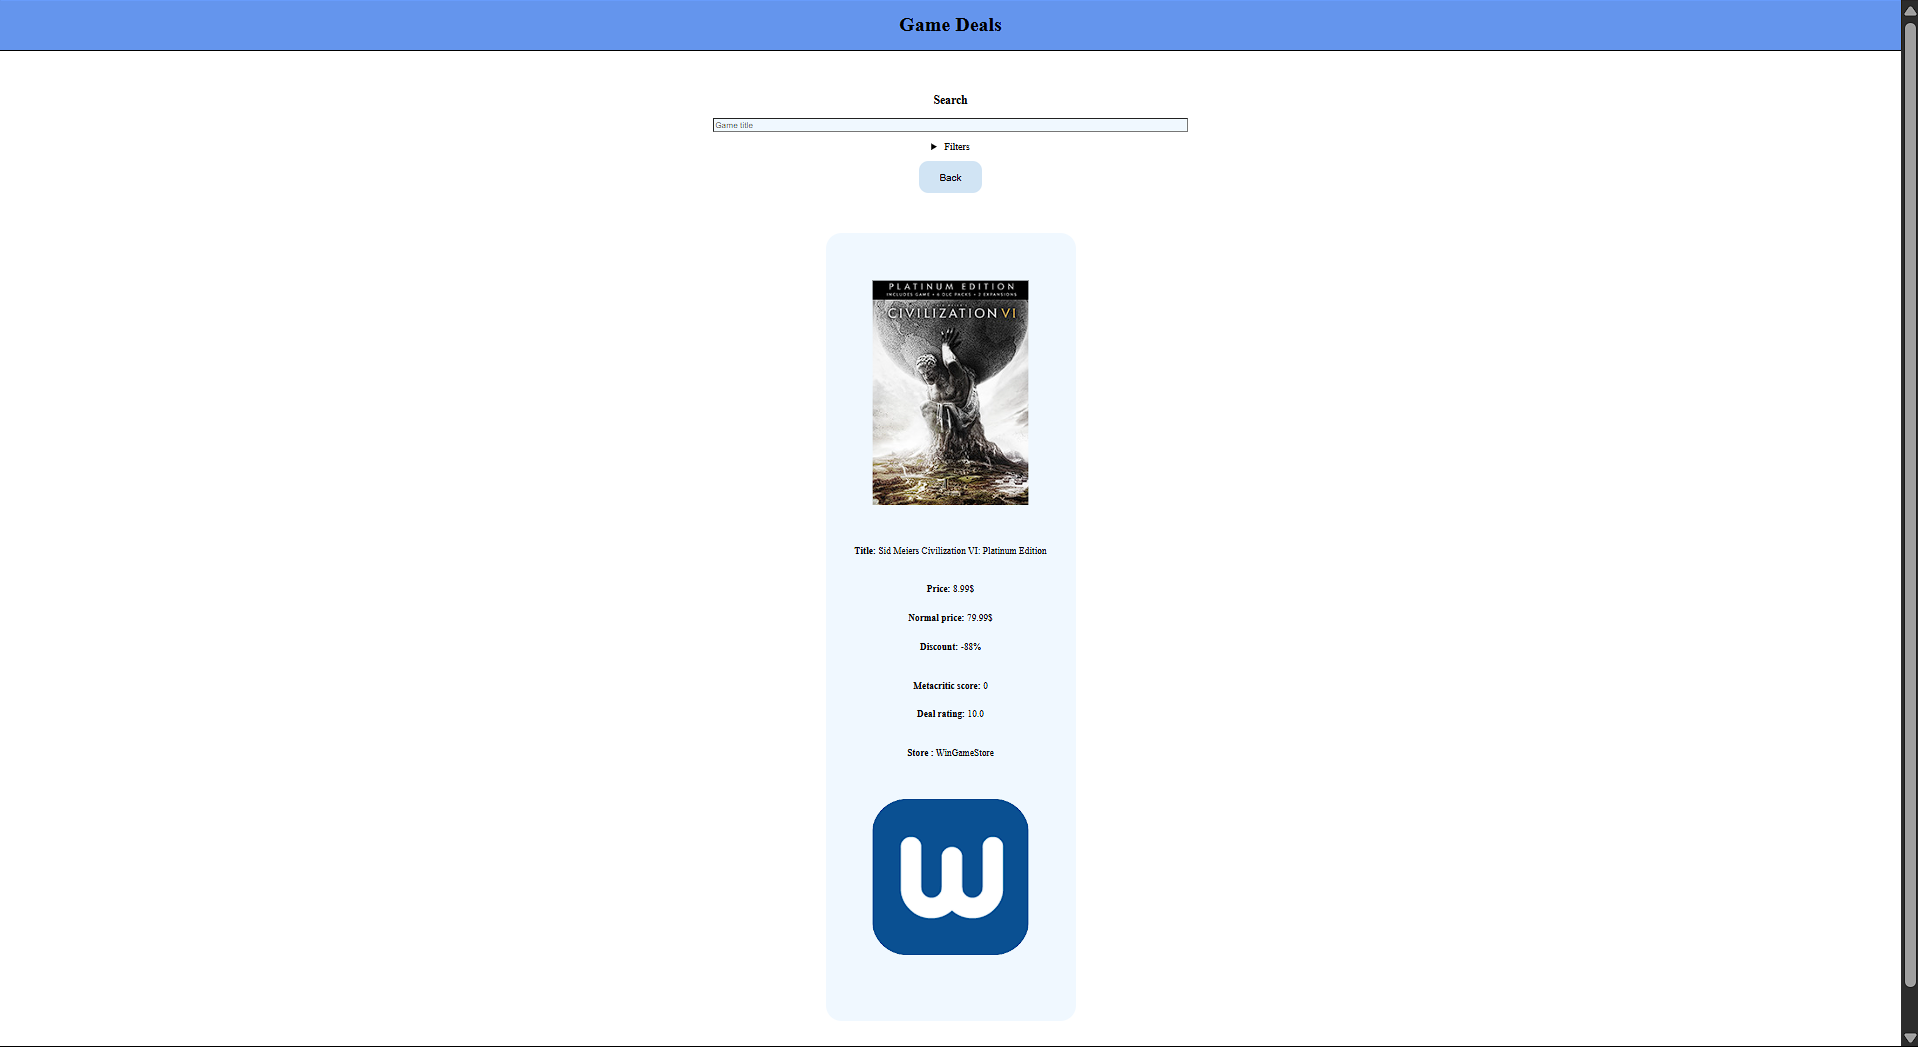 Game Deals
Search
Game title
Filters
Back
PLATINUM EDITION
INCLUDES GAME + 6 DLC PACKS + 2 EXPANSIONS
CIVILIZATION VI
Title: Sid Meiers Civilization VI: Platinum Edition
Price: 8.99$
Normal price: 79.99$
Discount: -88%
Metacritic score: 0
Deal rating: 10.0
Store : WinGameStore
W